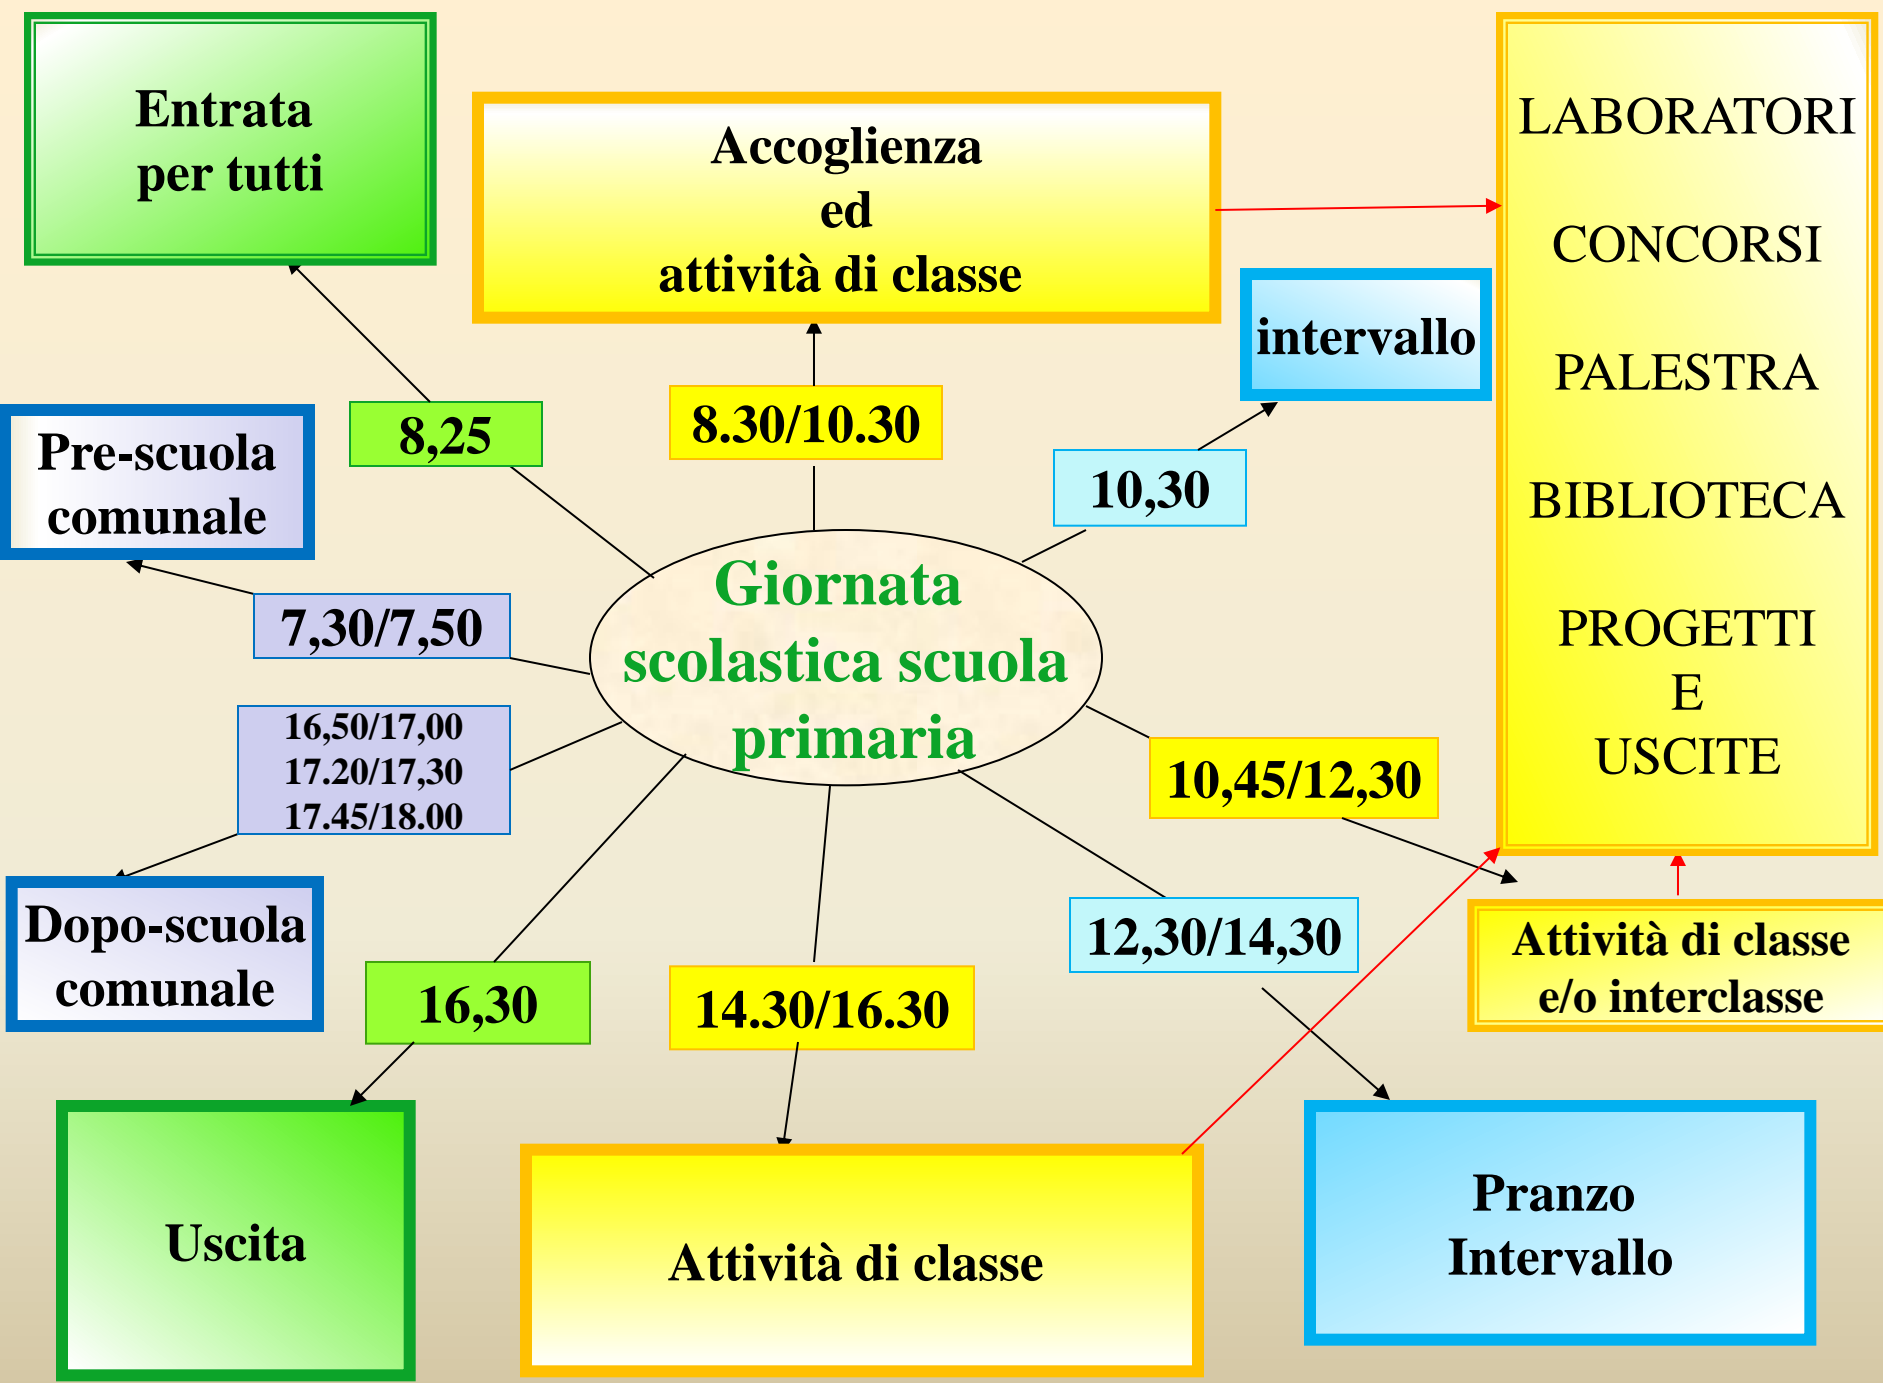 Entrata
per tutti
Accoglienza
ed
attività di classe
LABORATORI
CONCORSI
PALESTRA
BIBLIOTECA
PROGETTI
E
USCITE
intervallo
8,25
8.30/10.30
10,30
Pre-scuola
comunale
7,30/7,50
Giornata
scolastica scuola
primaria
16,50/17,00
17.20/17,30
17.45/18.00
10,45/12,30
Dopo-scuola
comunale
16,30
14.30/16.30
12,30/14,30
Attività di classe
e/o interclasse
Uscita
Attività di classe
Pranzo
Intervallo